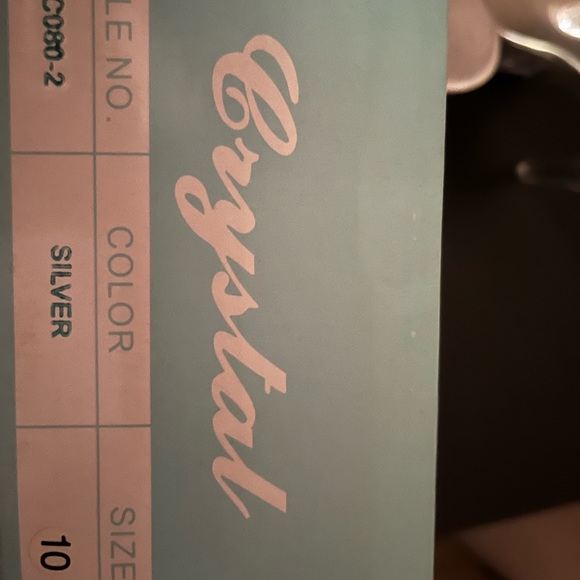 Crystal
LE NO.
COLOR
SIZE
C080-2
SILVER
10